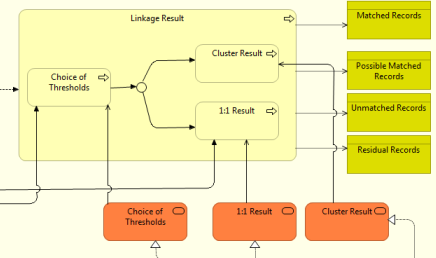 Linkage Result
Matched Records
Cluster Result
Possible Matched
Records
Choice of
Thresholds
1:1 Result
Unmatched Records
Residual Records
Choice of
Thresholds
1:1 Result
Cluster Result